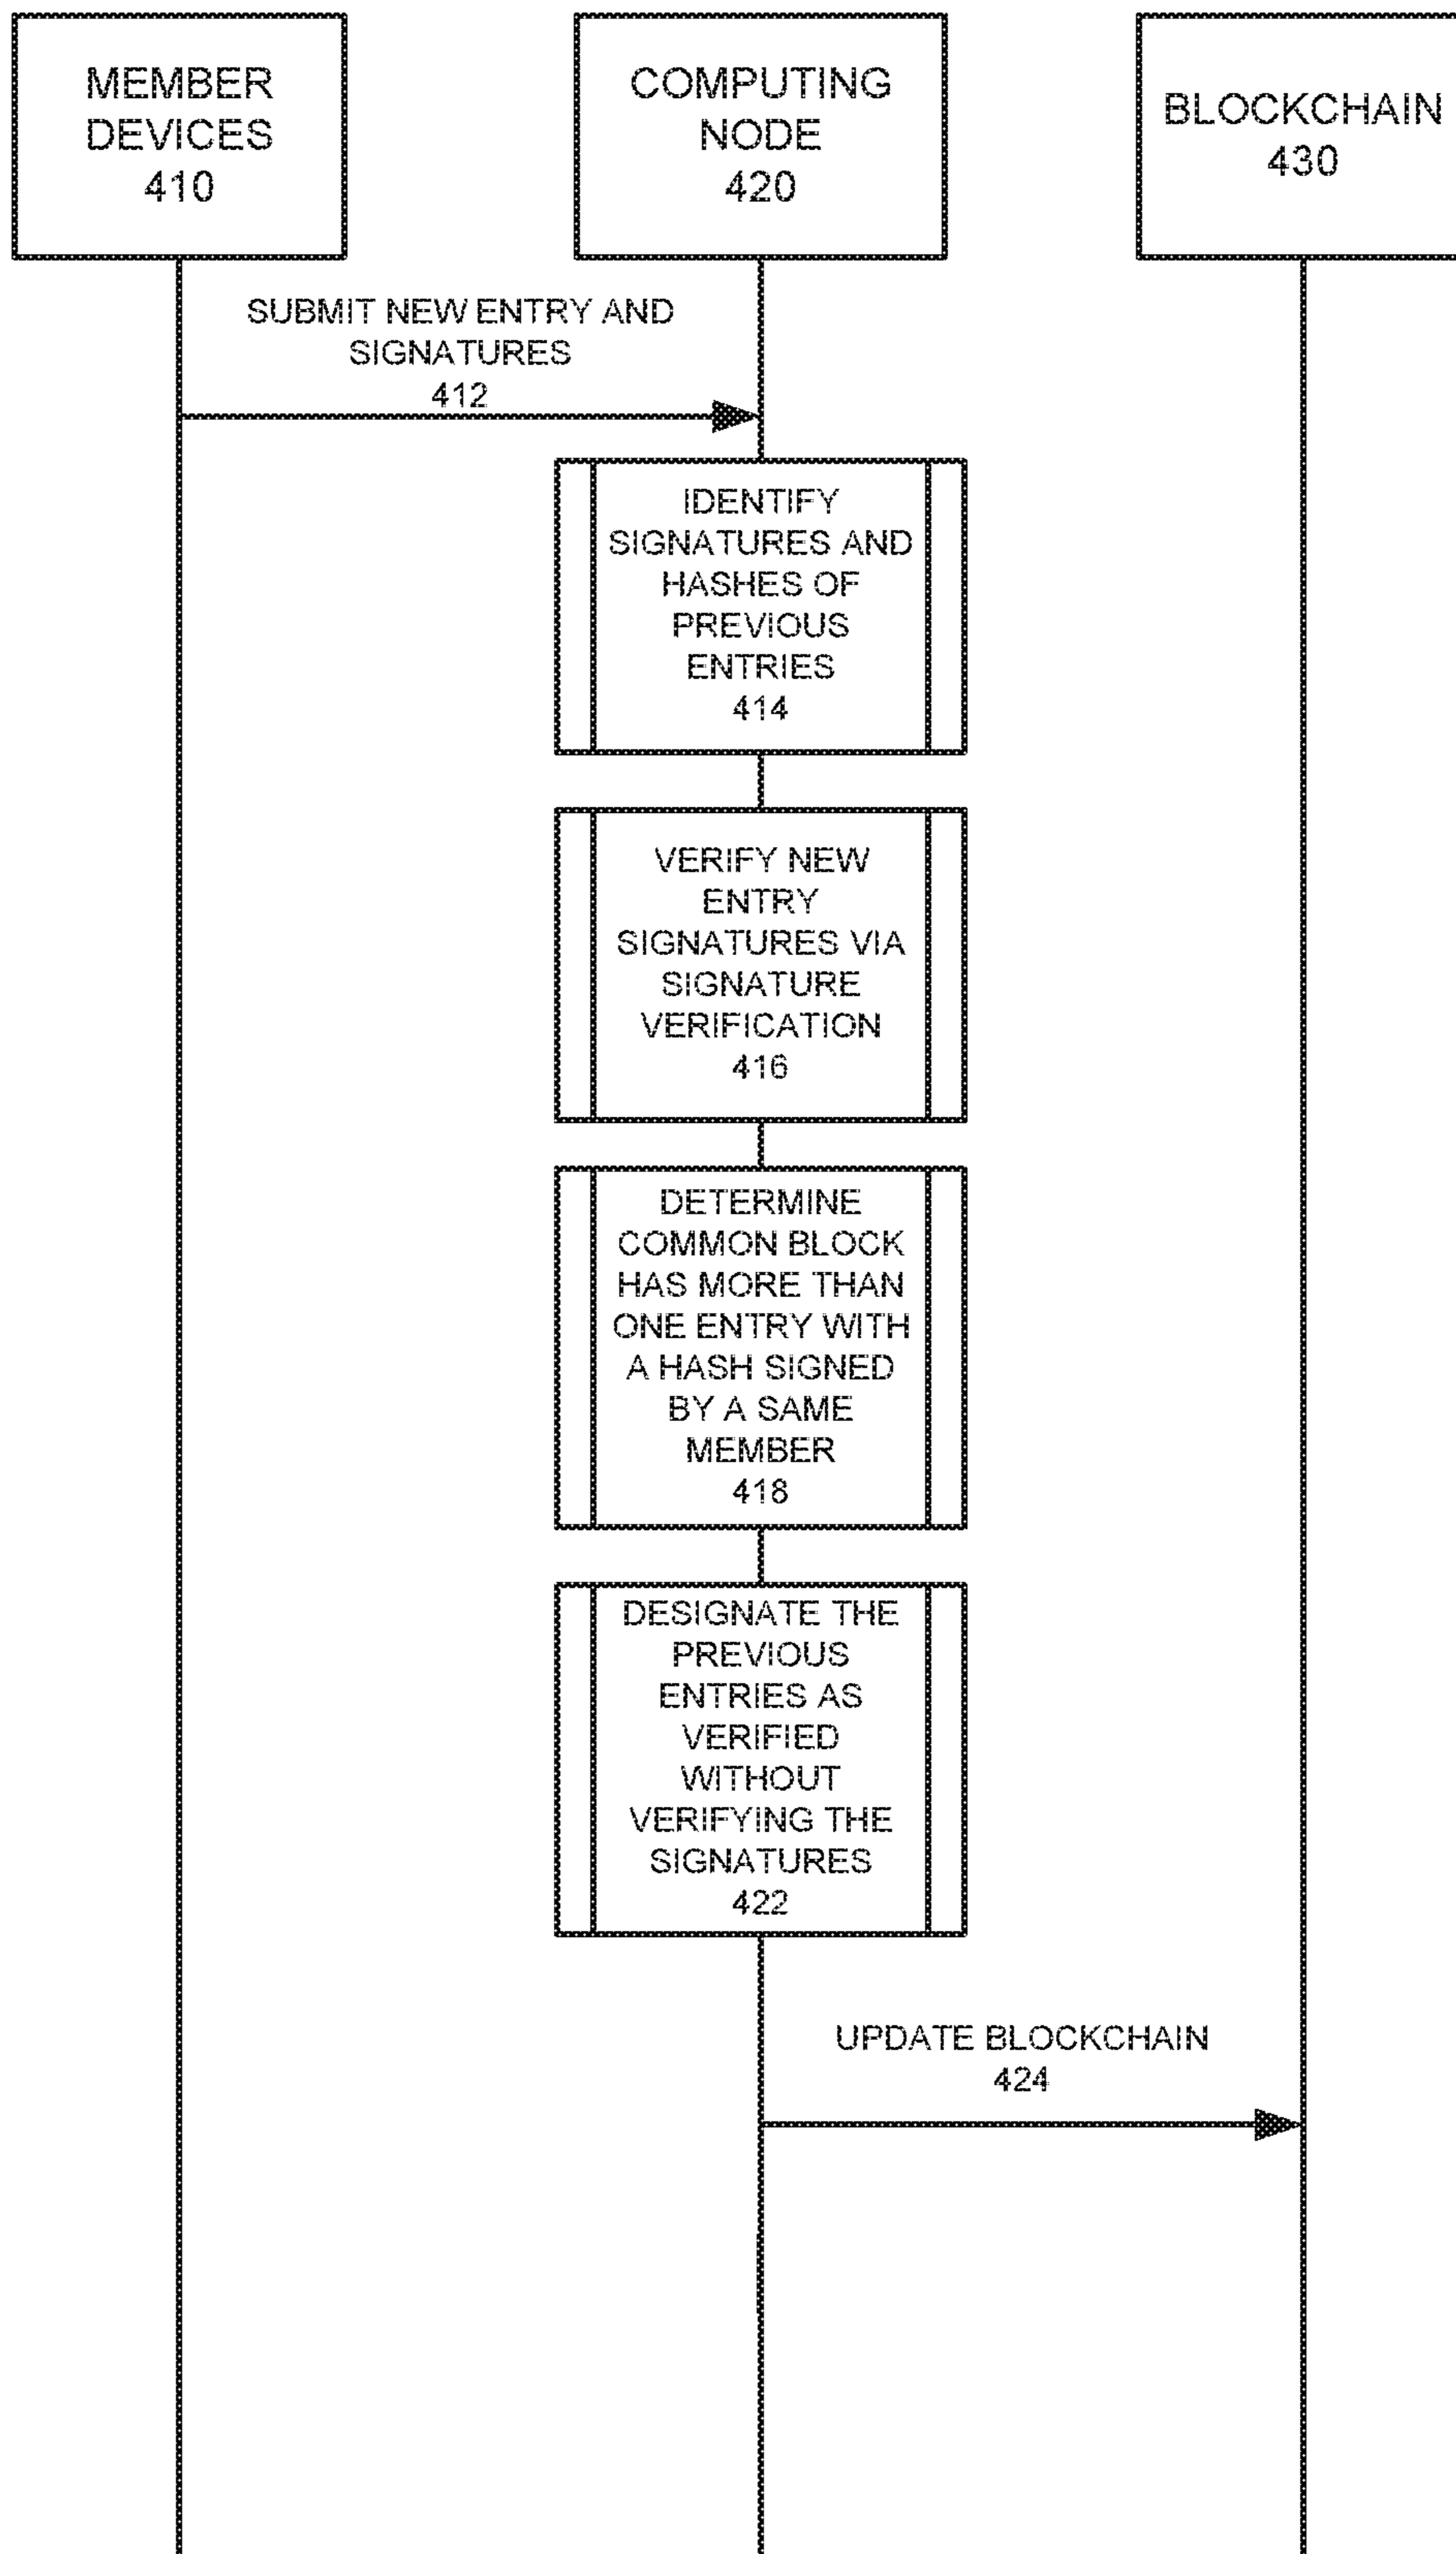 MEMBER
DEVICES
410
COMPUTING
NODE
420
BLOCKCHAIN
430
SUBMIT NEW ENTRY AND
SIGNATURES
412
IDENTIFY
SIGNATURES AND
HASHES OF
PREVIOUS
ENTRIES
414
VERIFY NEW
ENTRY
SIGNATURES VIA
SIGNATURE
VERIFICATION
416
DETERMINE
COMMON BLOCK
HAS MORE THAN
ONE ENTRY WITH
A HASH SIGNED
BY A SAME
MEMBER
418
DESIGNATE THE
PREVIOUS
ENTRIES AS
VERIFIED
WITHOUT
VERIFYING THE
SIGNATURES
422
UPDATE BLOCKCHAIN
424